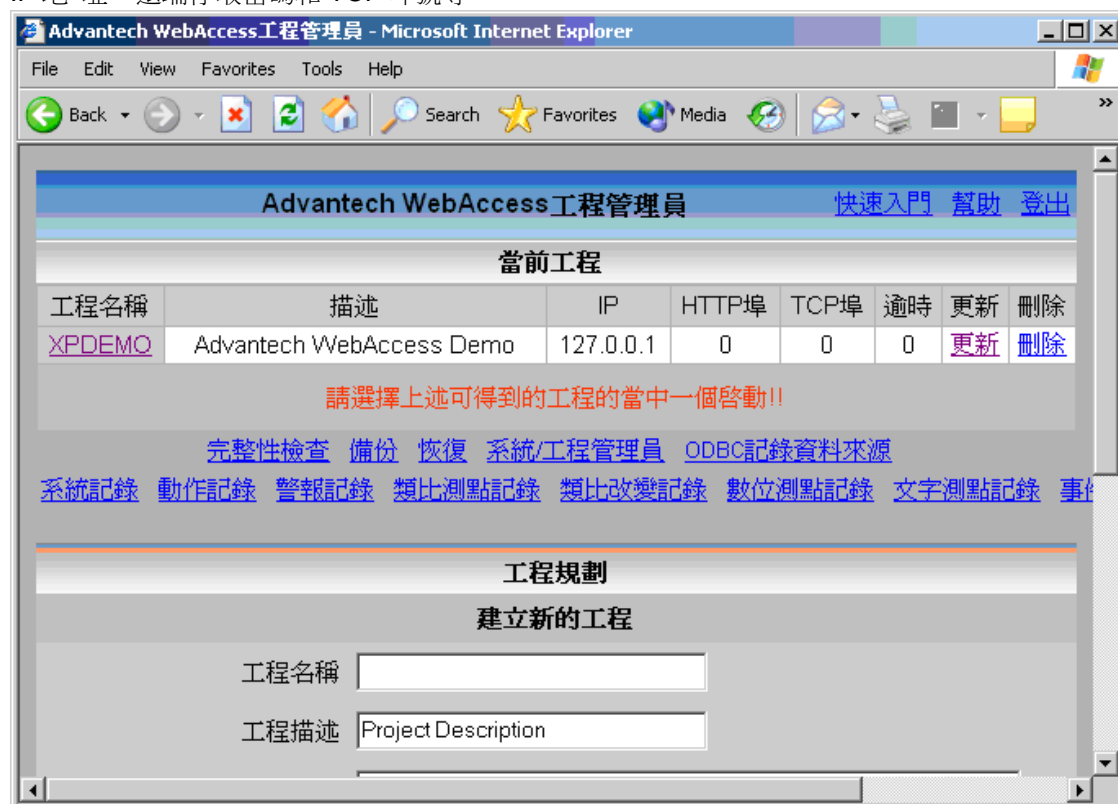 Advantech WebAccess工程管理員 - Microsoft Internet Explorer
File Edit View Favorites Tools Help
Back Search Favorites Media »
Advantech WebAccess工程管理員 快速入門 幫助 登出
當前工程
工程名稱 描述 IP HTTP埠 TCP埠 逾時 更新 刪除
XPDEMO Advantech WebAccess Demo 127.0.0.1 0 0 0 更新 刪除
請選擇上述可得到的工程的當中一個啓動!!
完整性檢查 備份 恢復 系統/工程管理員 ODBC記錄資料來源
系統記錄 動作記錄 警報記錄 類比測點記錄 類比改變記錄 數位測點記錄 文字測點記錄
工程規劃
建立新的工程
工程名稱
工程描述 Project Description